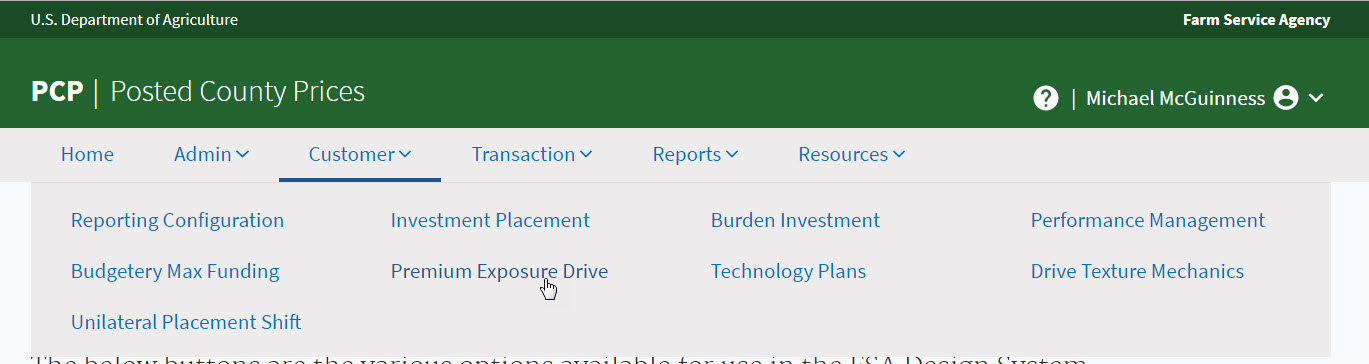 U.S. Department of Agriculture Farm Service Agency
PCP | Posted County Prices
| Michael McGuinness
Home Admin Customer Transaction Reports Resources
Reporting Configuration Investment Placement Burden Investment Performance Management
Budgetery Max Funding Premium Exposure Drive Technology Plans Drive Texture Mechanics
Unilateral Placement Shift
The below buttons are the various options available for use in the FSA Design System